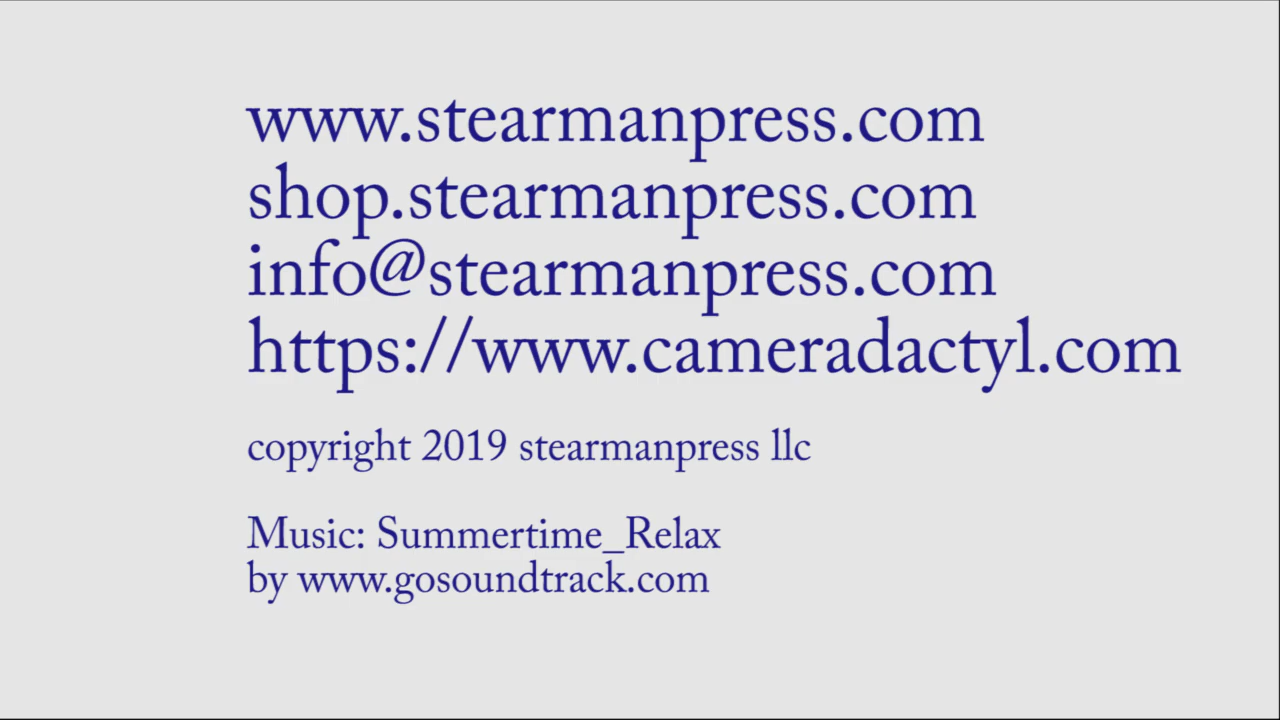 www.stearmanpress.com
shop.stearmanpress.com
info@stearmanpress.com
https://www.cameradactyl.com
copyright 2019 stearmanpress llc
Music: Summertime_Relax
by www.gosoundtrack.com